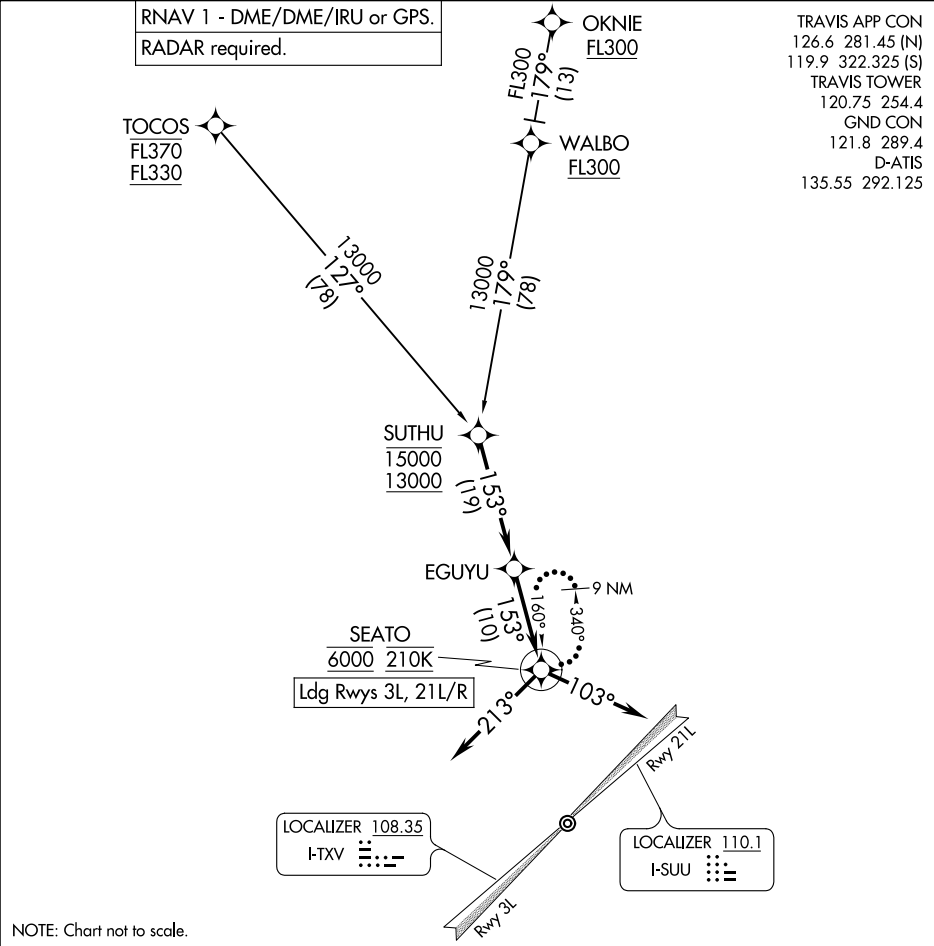 RNAV 1 - DME/DME/IRU or GPS.
RADAR required.
OKNIE
FL300
TRAVIS APP CON
126.6 281.45 (N)
119.9 322.325 (S)
TRAVIS TOWER
120.75 254.4
GND CON
121.8 289.4
D-ATIS
135.55 292.125
FL300
179°
(13)
TOCOS
FL370
FL330
WALBO
FL300
13000
127°
(78)
13000
179°
(78)
SUTHU
15000
13000
153°
(19)
EGUYU
9 NM
160°
340°
153°
(10)
SEATO
6000 210K
Ldg Rwys 3L, 21L/R
103°
213°
Rwy 21L
LOCALIZER 108.35
I-TXV
LOCALIZER 110.1
I-SUU
Rwy 3L
NOTE: Chart not to scale.